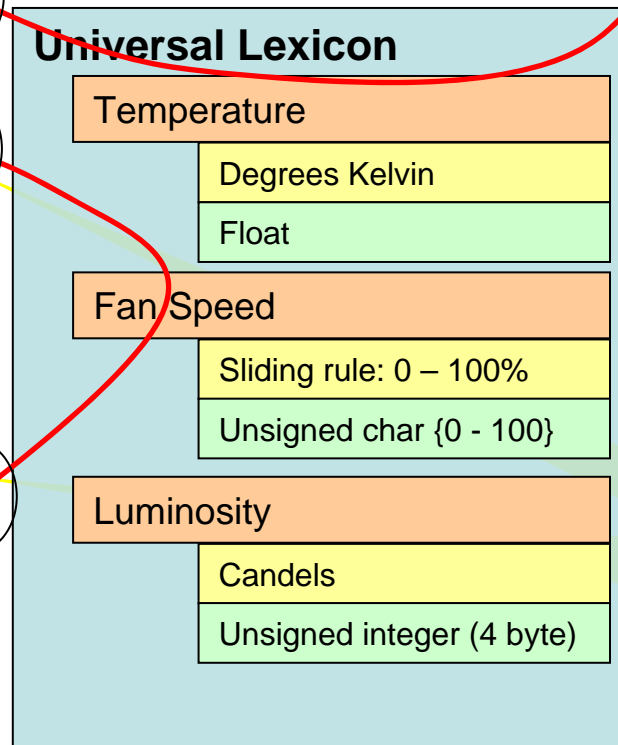 Universal Lexicon
Temperature
Degrees Kelvin
Float
Fan Speed
Sliding rule: 0 – 100%
Unsigned char {0 - 100}
Luminosity
Candels
Unsigned integer (4 byte)